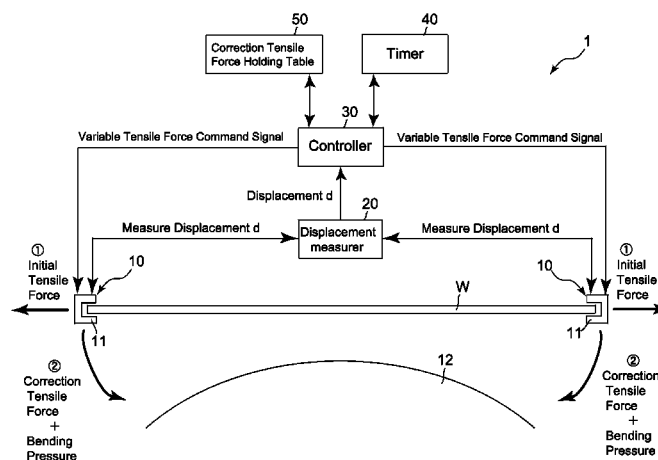 50
40
1
Correction Tensile
Force Holding Table
Timer
30
Variable Tensile Force Command Signal
Controller
Variable Tensile Force Command Signal
Displacement d
20
Measure Displacement d
Displacement
measurer
Measure Displacement d
①
Initial
Tensile
Force
10
W
10
①
Initial
Tensile
Force
11
11
②
Correction
Tensile
Force
+
Bending
Pressure
12
②
Correction
Tensile
Force
+
Bending
Pressure